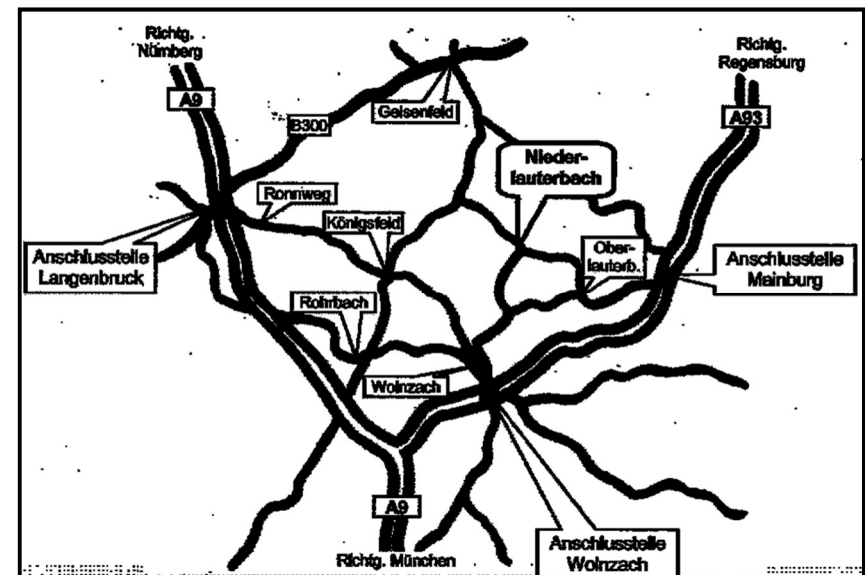 Richtg.
Nürnberg
Richtg.
Regensburg
A9
A93
B300
Geisenfeld
Nieder-
lauterbach
Ronnweg
Königsfeld
Ober-
lauterb.
Anschlusstelle
Langenbruck
Anschlusstelle
Mainburg
Rohrbach
Wolnzach
A9
Richtg. München
Anschlusstelle
Wolnzach